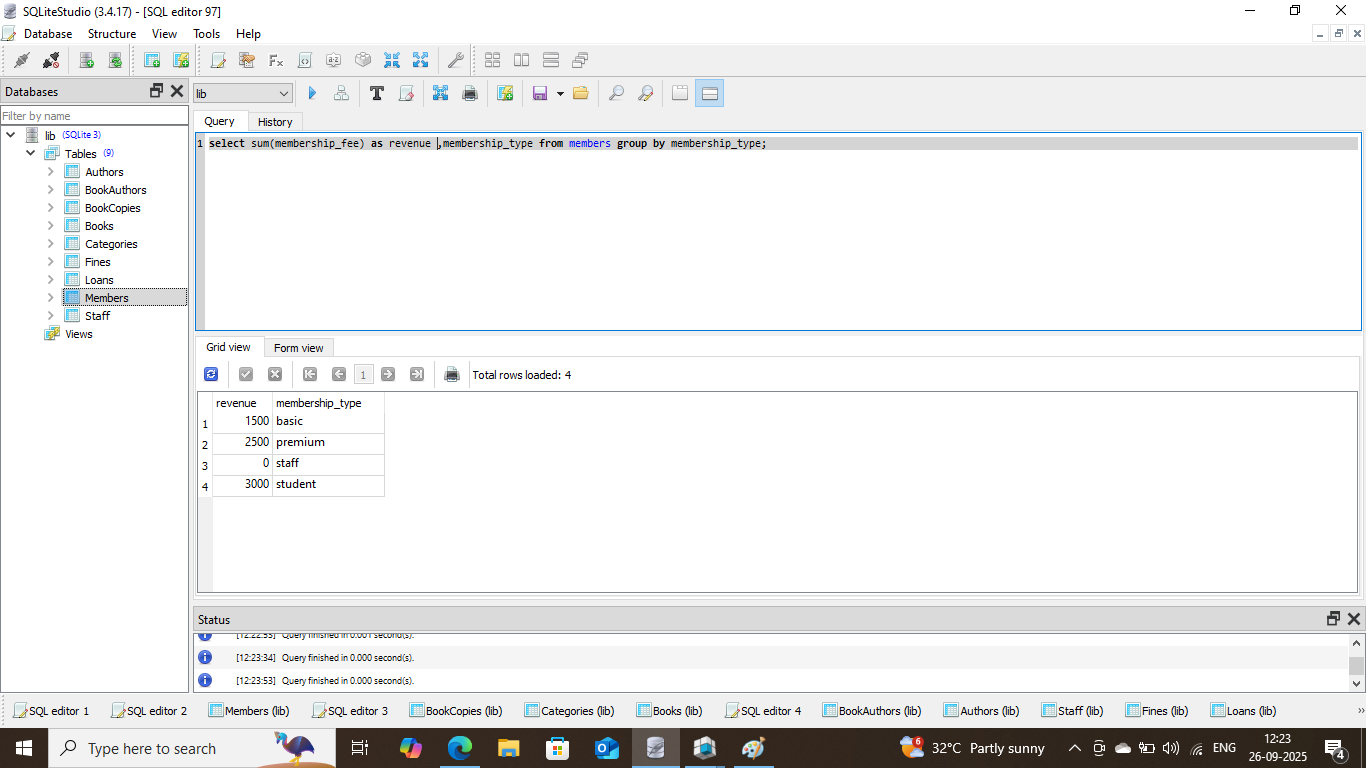 SQLiteStudio (3.4.17) - [SQL editor 97]
Database Structure View Tools Help
Databases
lib
Filter by name
Query History
lib (SQLite 3)
1 select sum(membership_fee) as revenue ,membership_type from members group by membership_type;
Tables (9)
Authors
BookAuthors
BookCopies
Books
Categories
Fines
Loans
Members
Staff
Views
Grid view Form view
1
Total rows loaded: 4
revenue membership_type
1 1500 basic
2 2500 premium
3 0 staff
4 3000 student
Status
[12:22:53] Query finished in 0.001 second(s).
[12:23:34] Query finished in 0.000 second(s).
[12:23:53] Query finished in 0.000 second(s).
SQL editor 1 SQL editor 2 Members (lib) SQL editor 3 BookCopies (lib) Categories (lib) Books (lib) SQL editor 4 BookAuthors (lib) Authors (lib) Staff (lib) Fines (lib) Loans (lib)
Type here to search
6
32°C Partly sunny
ENG
12:23
26-09-2025
4